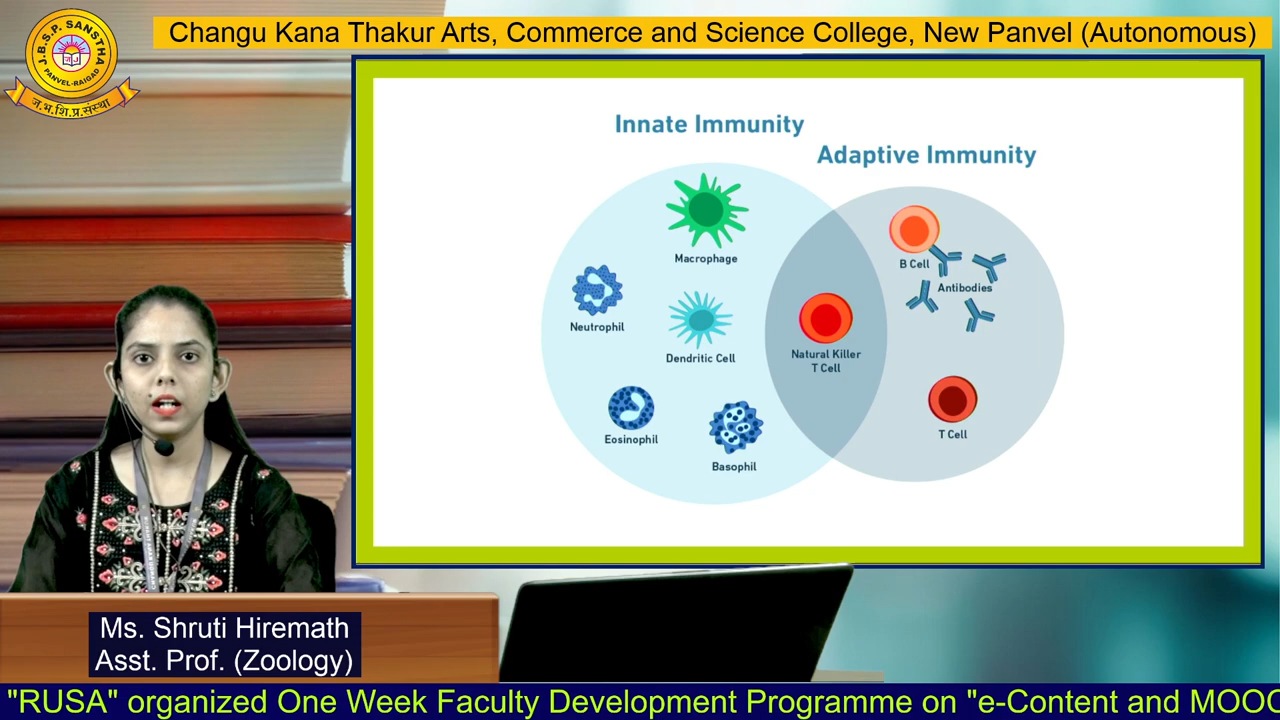 J.B.S.P. SANSTHA
PANVEL-RAIGAD
ज.भ.शि.प्र.संस्था
Changu Kana Thakur Arts, Commerce and Science College, New Panvel (Autonomous)
Innate Immunity
Adaptive Immunity
Macrophage
B Cell
Antibodies
Neutrophil
Dendritic Cell
Natural Killer
T Cell
Eosinophil
T Cell
Basophil
Ms. Shruti Hiremath
Asst. Prof. (Zoology)
"RUSA" organized One Week Faculty Development Programme on "e-Content and MOOC